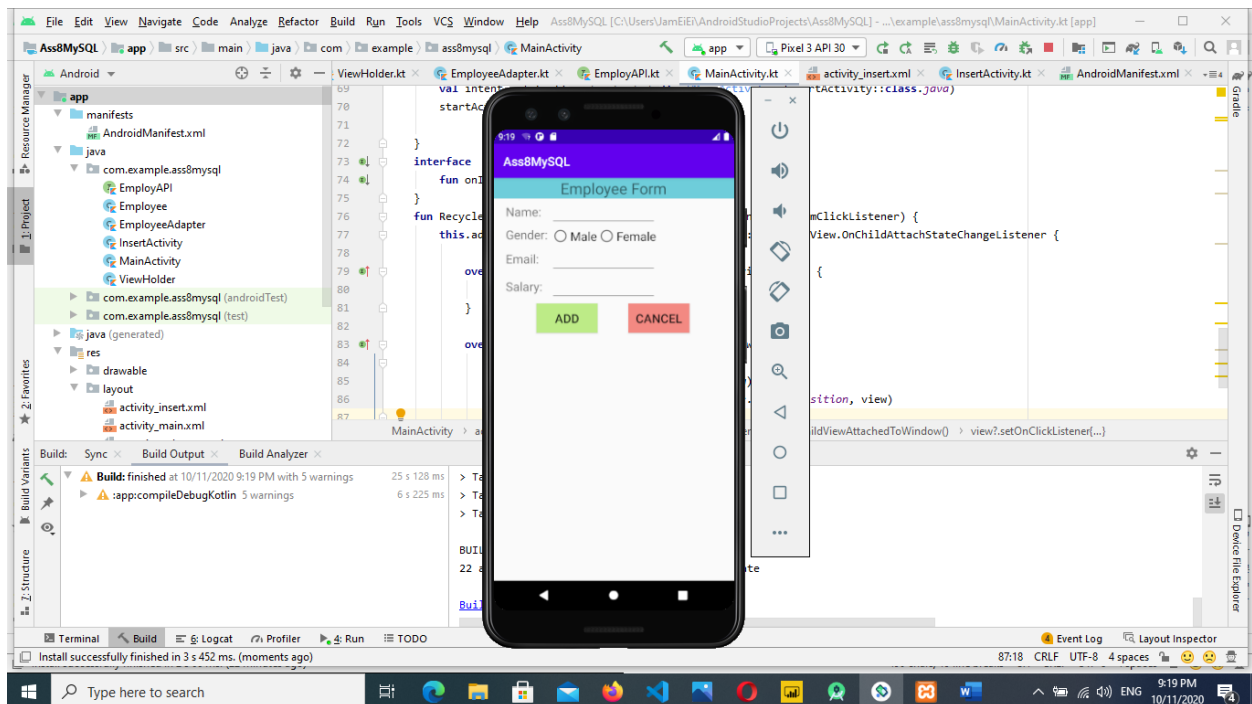 File Edit View Navigate Code Analyze Refactor Build Run Tools VCS Window Help Ass8MySQL [C:\Users\JamEiEi\AndroidStudioProjects\Ass8MySQL] - ...\example\ass8mysql\MainActivity.kt [app]
Ass8MySQL app src main java com example ass8mysql MainActivity app Pixel 3 API 30
Android
ViewHolder.kt EmployeeAdapter.kt EmployAPI.kt MainActivity.kt activity_insert.xml InsertActivity.kt AndroidManifest.xml
Resource Manager
1: Project
2: Favorites
Build Variants
Z: Structure
app
manifests
AndroidManifest.xml
java
com.example.ass8mysql
EmployAPI
Employee
EmployeeAdapter
InsertActivity
MainActivity
ViewHolder
com.example.ass8mysql (androidTest)
com.example.ass8mysql (test)
java (generated)
res
drawable
layout
activity_insert.xml
activity_main.xml
69 val inten rtActivity::class.java)
70 startAc
71
72 }
73 interface
74 fun onI
75 }
76 fun Recycle mClickListener) {
77 this.ad View.OnChildAttachStateChangeListener {
78
79 ove {
80
81 }
82
83 ove
84
85
86 sition, view)
87
MainActivity ildViewAttachedToWindow() view?.setOnClickListener{...}
9:19
Ass8MySQL
Employee Form
Name:
Gender: Male Female
Email:
Salary:
ADD CANCEL
Gradle
Device File Explorer
Build: Sync Build Output Build Analyzer
Build: finished at 10/11/2020 9:19 PM with 5 warnings 25 s 128 ms
:app:compileDebugKotlin 5 warnings 6 s 225 ms
> Ta
> Ta
> Ta
BUIL
22 a te
Buil
Terminal Build 6: Logcat Profiler 4: Run TODO 4 Event Log Layout Inspector
Install successfully finished in 3 s 452 ms. (moments ago) 87:18 CRLF UTF-8 4 spaces
Type here to search
ENG
9:19 PM
10/11/2020
4